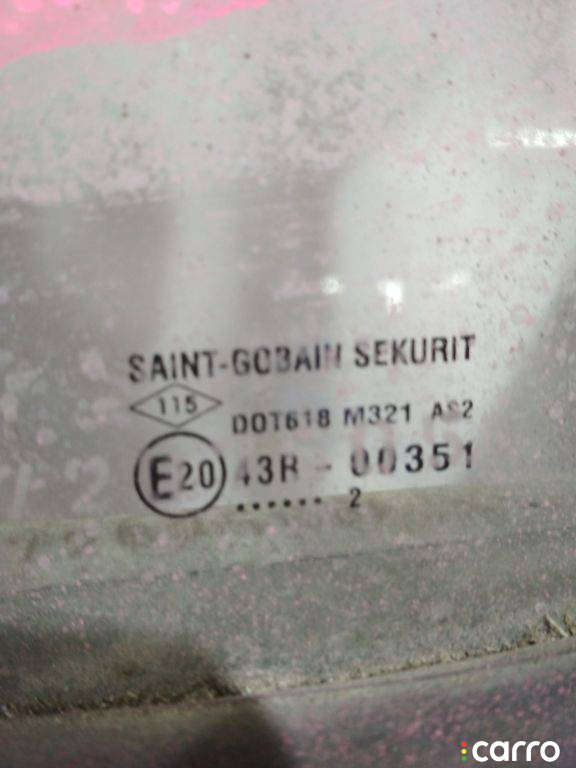 SAINT-GOBAIN SEKURIT
115
DOT618 M321 AS2
E20 43R - 00351
...... 2
carro